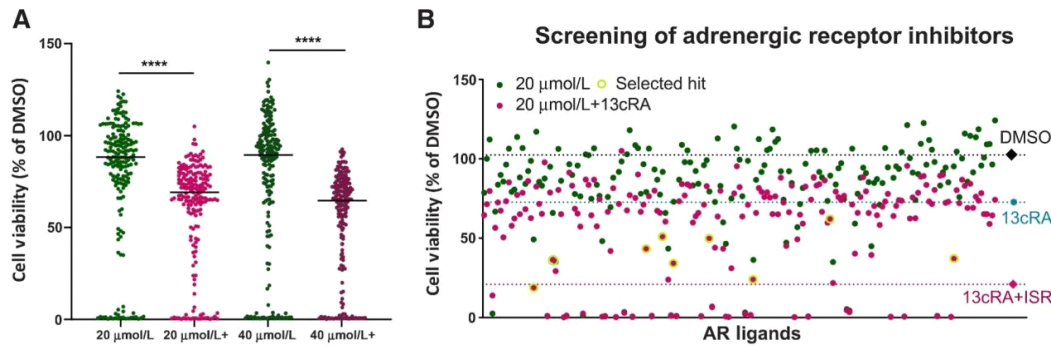 A
Cell viability (% of DMSO)
150
100
50
0
****
****
20 μmol/L
20 μmol/L+
40 μmol/L
40 μmol/L+
B
Screening of adrenergic receptor inhibitors
Cell viability (% of DMSO)
150
100
50
0
20 μmol/L
Selected hit
20 μmol/L+13cRA
DMSO
13cRA
13cRA+ISR
AR ligands